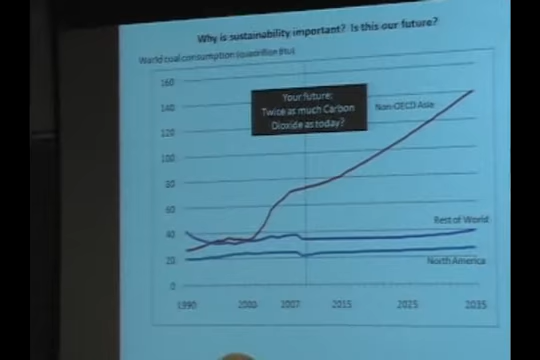 Why is sustainability important? Is this our future?
World coal consumption (quadrillion Btu)
160
Your future:
Twice as much Carbon
Dioxide as today?
Non-OECD Asia
140
120
100
80
60
Rest of World
40
North America
20
0
1990
2000
2007
2015
2025
2035